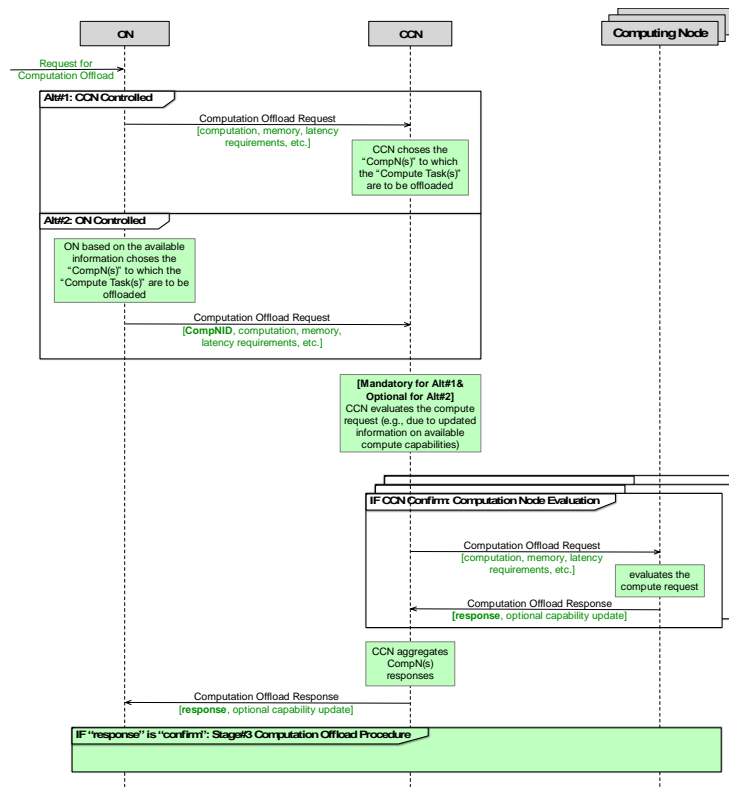 ON
CCN
Computing Node
Request for
Computation Offload
Alt#1: CCN Controlled
Computation Offload Request
[computation, memory, latency
requirements, etc.]
CCN choses the
“CompN(s)” to which
the “Compute Task(s)”
are to be offloaded
Alt#2: ON Controlled
ON based on the available
information choses the
“CompN(s)” to which the
“Compute Task(s)” are to be
offloaded
Computation Offload Request
[CompNID, computation, memory,
latency requirements, etc.]
[Mandatory for Alt#1&
Optional for Alt#2]
CCN evaluates the compute
request (e.g., due to updated
information on available
compute capabilities)
IF CCN Confirm: Computation Node Evaluation
Computation Offload Request
[computation, memory, latency
requirements, etc.]
evaluates the
compute request
Computation Offload Response
[response, optional capability update]
CCN aggregates
CompN(s)
responses
Computation Offload Response
[response, optional capability update]
IF “response” is “confirm”: Stage#3 Computation Offload Procedure